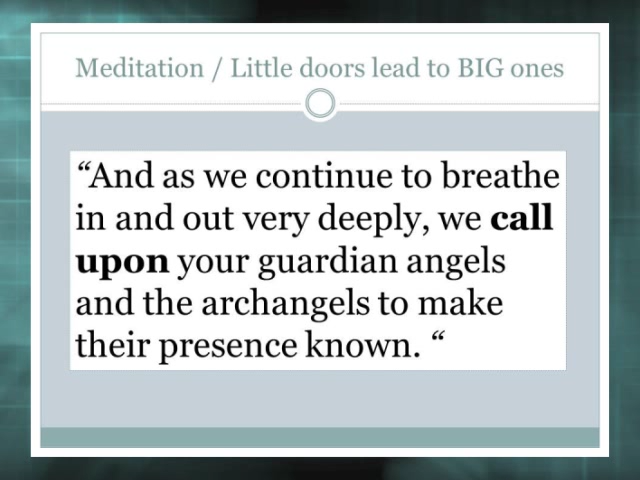 Meditation / Little doors lead to BIG ones
“And as we continue to breathe
in and out very deeply, we call
upon your guardian angels
and the archangels to make
their presence known. “